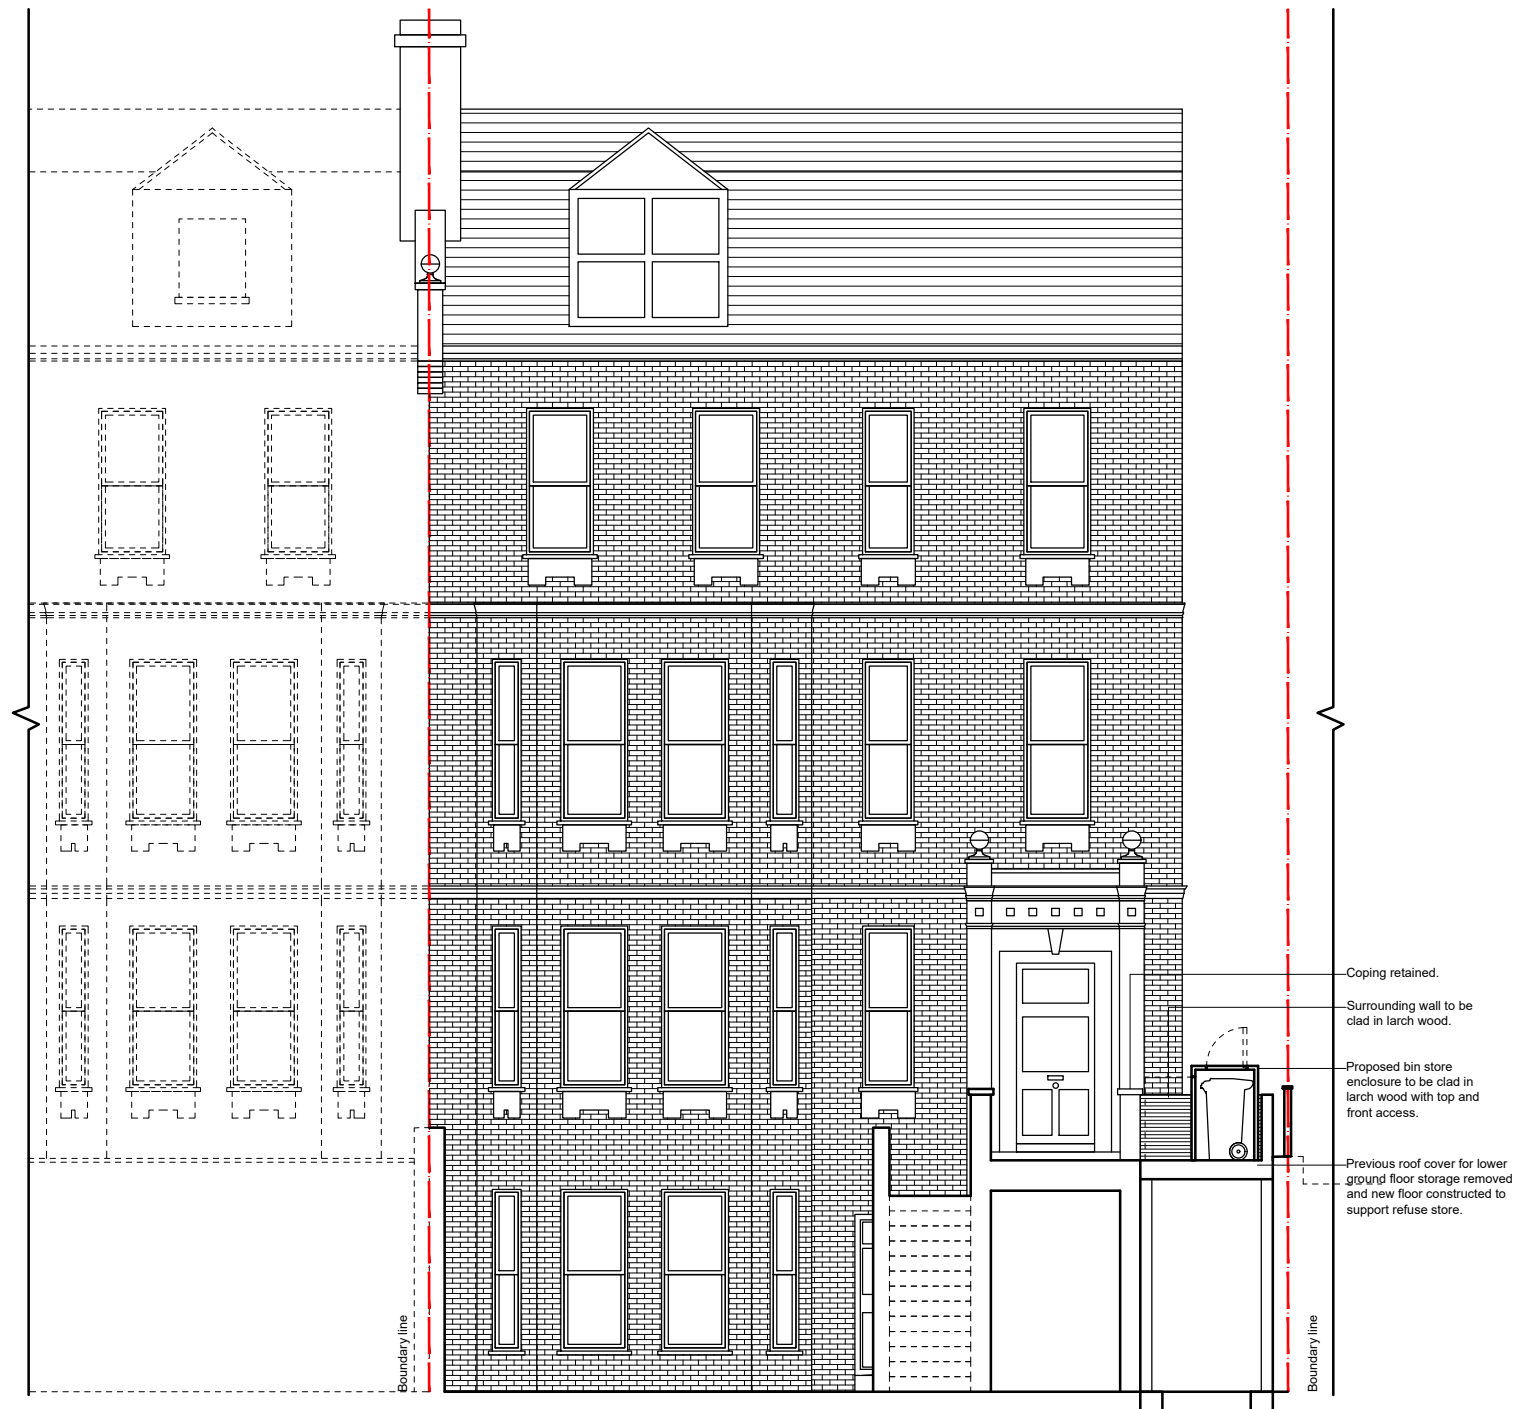 Coping retained.
Surrounding wall to be
clad in larch wood.
Proposed bin store
enclosure to be clad in
larch wood with top and
front access.
Previous roof cover for lower
ground floor storage removed
and new floor constructed to
support refuse store.
Boundary line
Boundary line